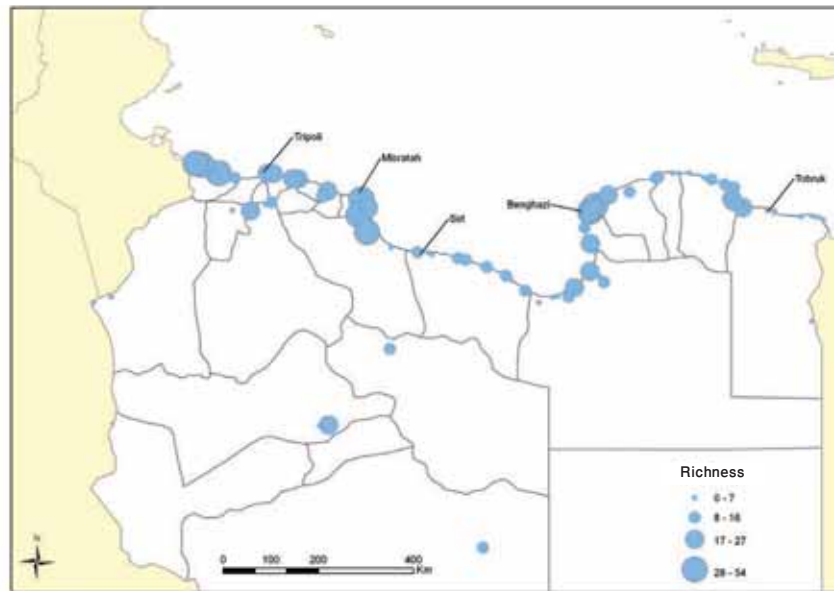 Tripoli
Misratah
Sirt
Benghazi
Tobruk
Richness
0 - 7
8 - 16
17 - 27
28 - 54
N
0 100 200 400
Km